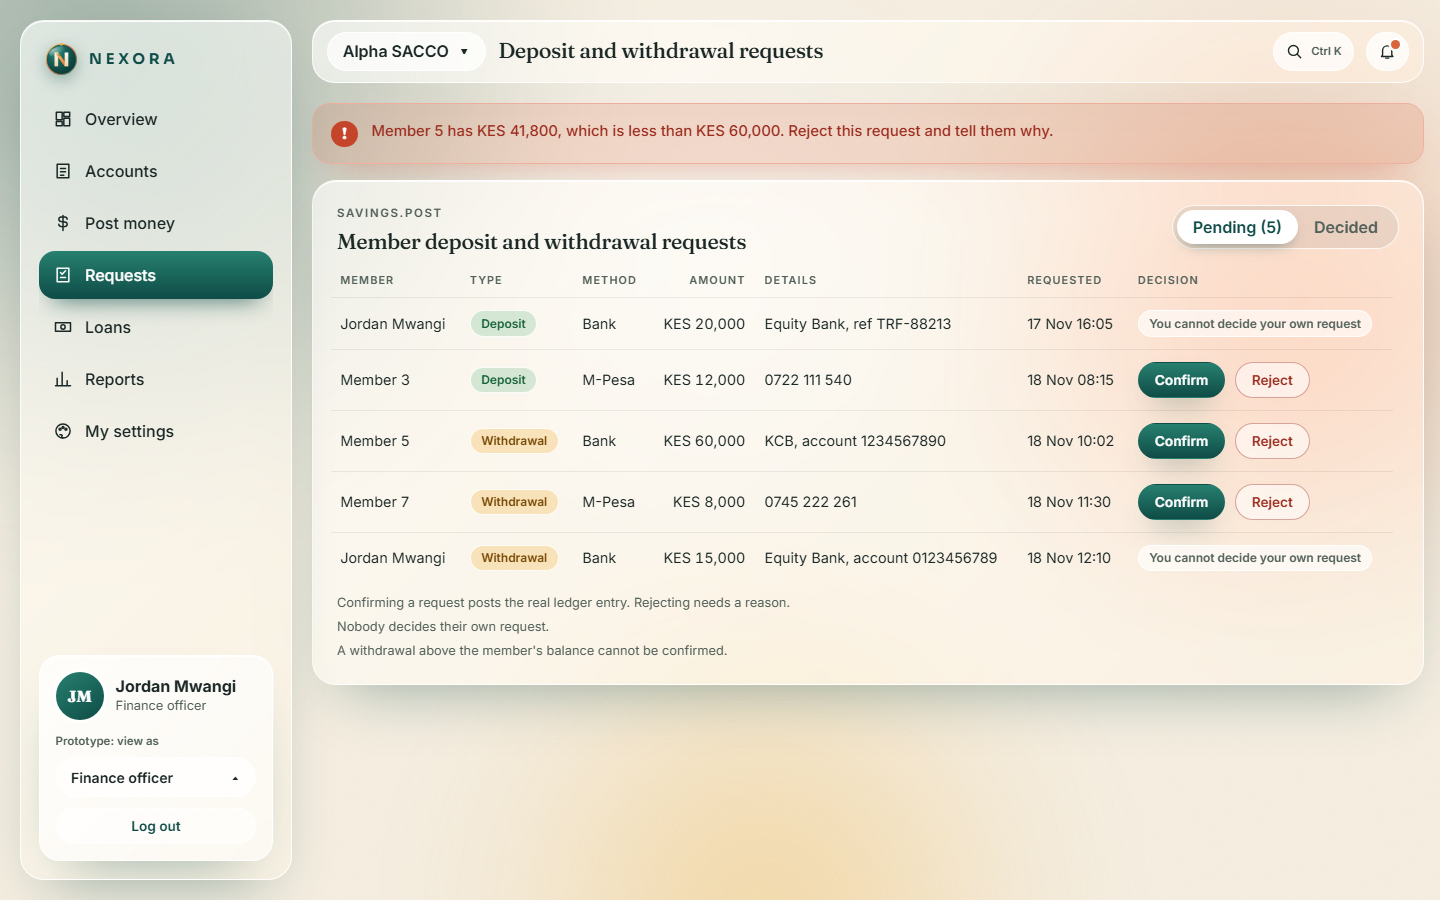 NEXORA
Overview
Accounts
Post money
Requests
Loans
Reports
My settings
JM
Jordan Mwangi
Finance officer
Prototype: view as
Finance officer
Log out
Alpha SACCO
Deposit and withdrawal requests
Ctrl K
Member 5 has KES 41,800, which is less than KES 60,000. Reject this request and tell them why.
SAVINGS.POST
Member deposit and withdrawal requests
Pending (5) Decided
MEMBER TYPE METHOD AMOUNT DETAILS REQUESTED DECISION
Jordan Mwangi Deposit Bank KES 20,000 Equity Bank, ref TRF-88213 17 Nov 16:05 You cannot decide your own request
Member 3 Deposit M-Pesa KES 12,000 0722 111 540 18 Nov 08:15 Confirm Reject
Member 5 Withdrawal Bank KES 60,000 KCB, account 1234567890 18 Nov 10:02 Confirm Reject
Member 7 Withdrawal M-Pesa KES 8,000 0745 222 261 18 Nov 11:30 Confirm Reject
Jordan Mwangi Withdrawal Bank KES 15,000 Equity Bank, account 0123456789 18 Nov 12:10 You cannot decide your own request
Confirming a request posts the real ledger entry. Rejecting needs a reason.
Nobody decides their own request.
A withdrawal above the member's balance cannot be confirmed.